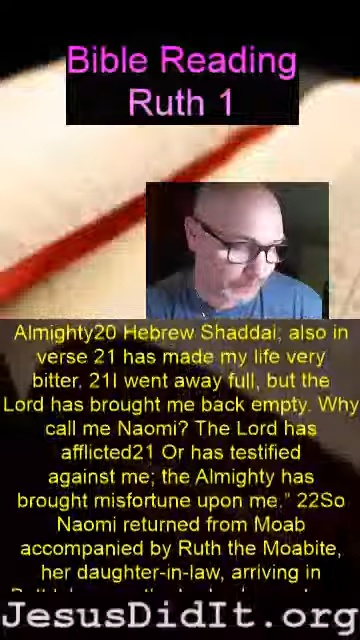 Bible Reading
Ruth 1
Almighty20 Hebrew Shaddai; also in
verse 21 has made my life very
bitter. 21I went away full, but the
Lord has brought me back empty. Why
call me Naomi? The Lord has
afflicted21 Or has testified
against me; the Almighty has
brought misfortune upon me.” 22So
Naomi returned from Moab
accompanied by Ruth the Moabite,
her daughter-in-law, arriving in
JesusDidIt.org